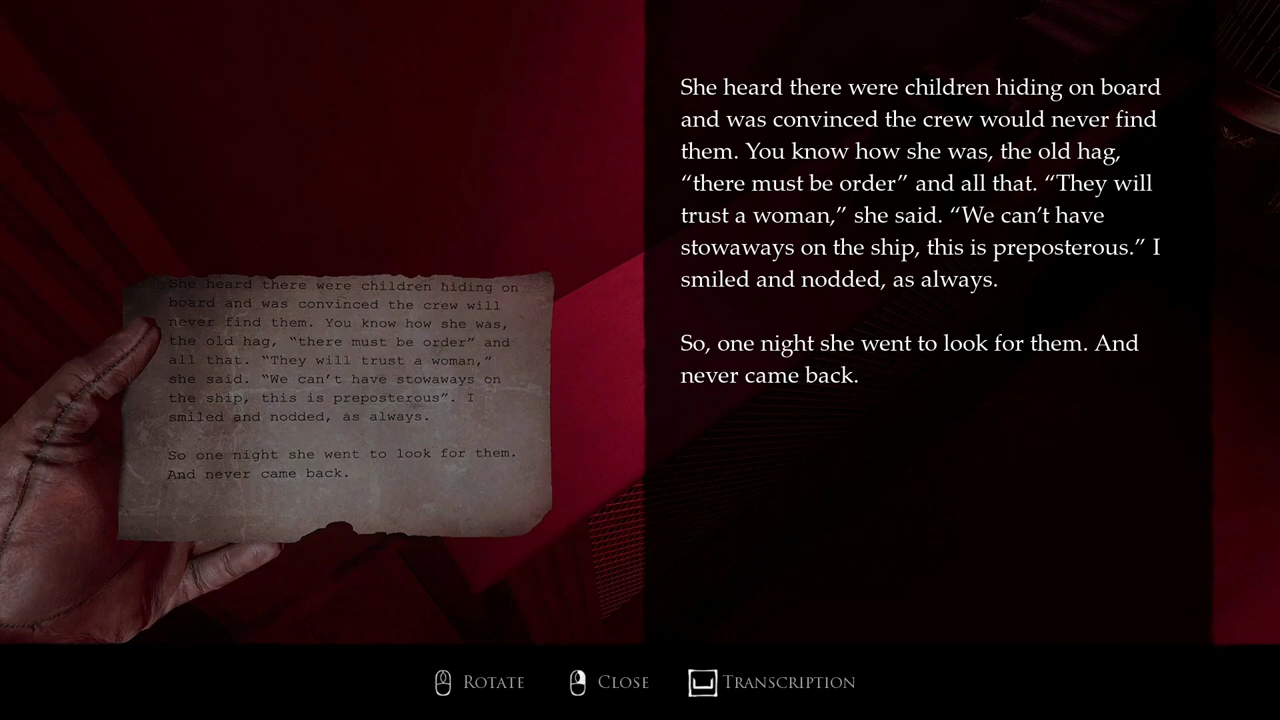 She heard there were children hiding on
board and was convinced the crew will
never find them. You know how she was,
the old hag, “there must be order” and
all that. “They will trust a woman,”
she said. “We can’t have stowaways on
the ship, this is preposterous”. I
smiled and nodded, as always.
So one night she went to look for them.
And never came back.
She heard there were children hiding on board
and was convinced the crew would never find
them. You know how she was, the old hag,
“there must be order” and all that. “They will
trust a woman,” she said. “We can’t have
stowaways on the ship, this is preposterous.” I
smiled and nodded, as always.
So, one night she went to look for them. And
never came back.
Rotate
Close
Transcription